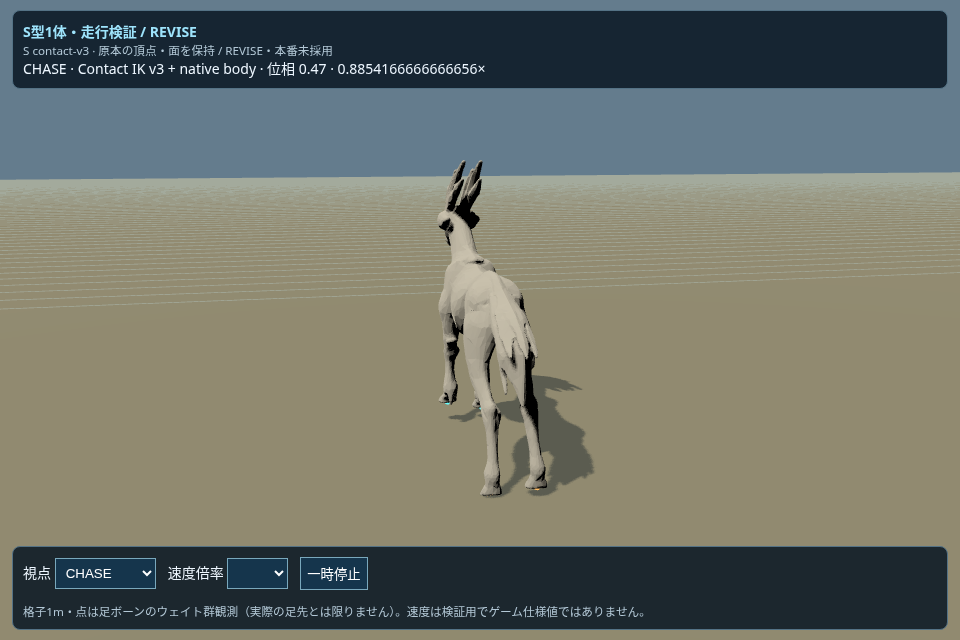 S型1体・走行検証 / REVISE
S contact-v3 · 原本の頂点・面を保持 / REVISE・本番未採用
CHASE · Contact IK v3 + native body · 位相 0.47 · 0.8854166666666656×
視点 CHASE 速度倍率 一時停止
格子1m・点は足ボーンのウェイト群観測（実際の足先とは限りません）。速度は検証用でゲーム仕様値ではありません。